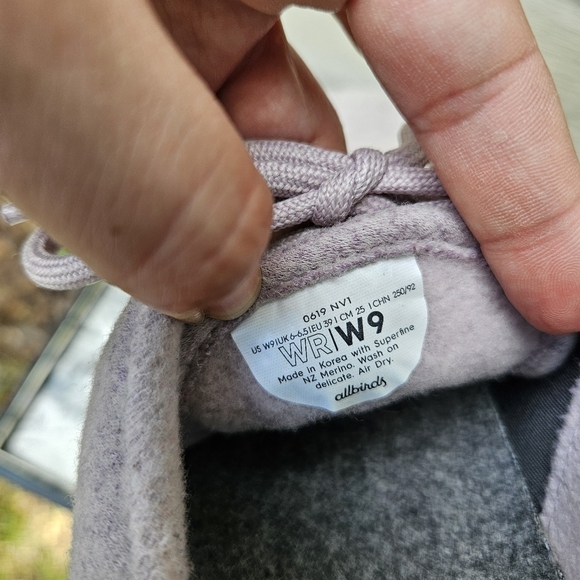 0619 NV1
US W9|UK 6-6.5|EU 39|CM 25|CHN 250/92
WR|W9
Made in Korea with Superfine
NZ Merino. Wash on
delicate. Air Dry.
allbirds